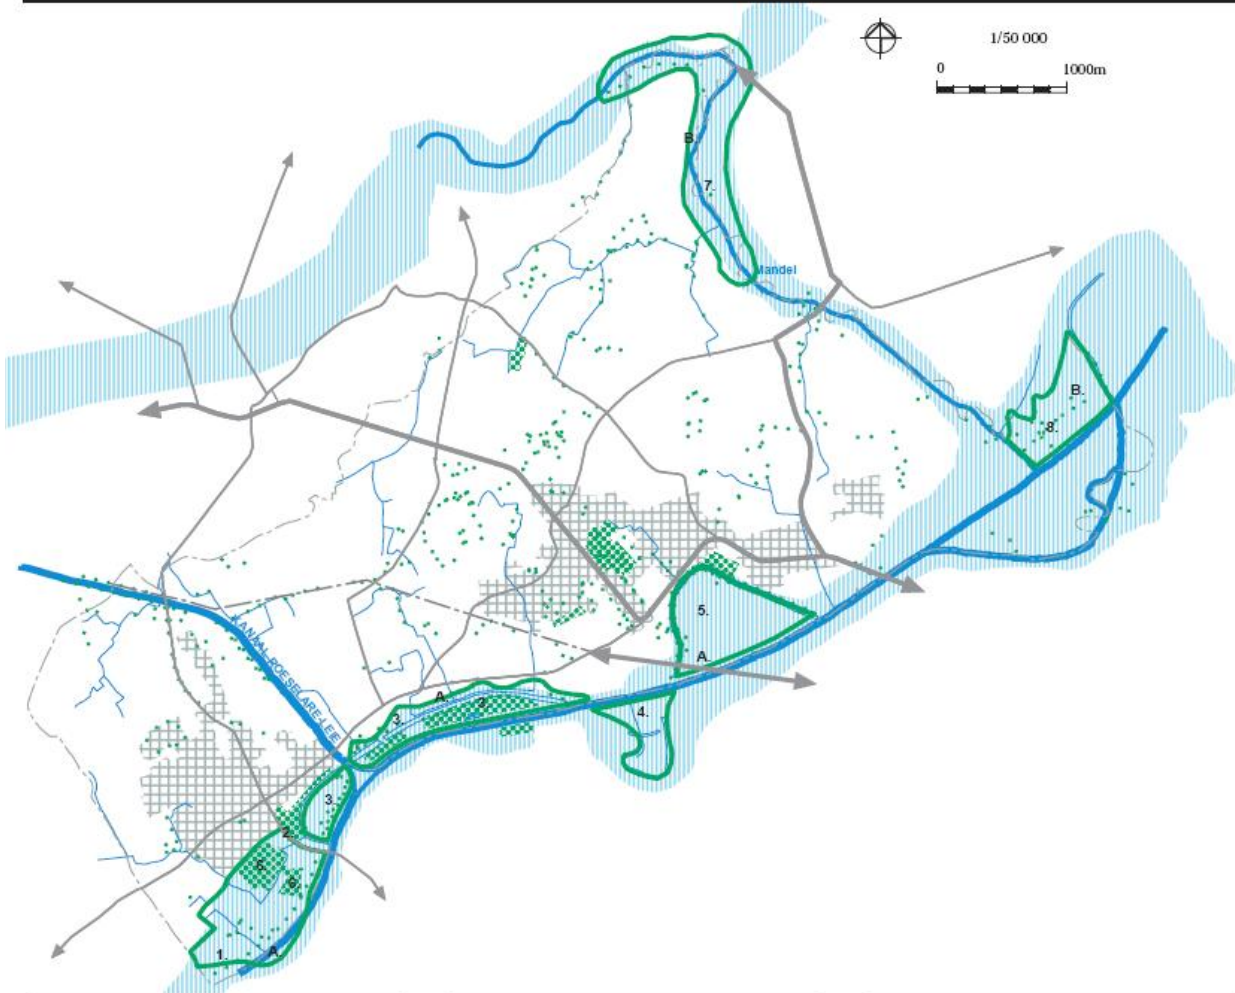 1/50 000
0 1000m
B.
7.
Mandel
B.
8.
5.
A.
KANAAL ROESELARE-LEIE
A.
3.
3.
4.
3.
2.
6.
6.
1.
A.